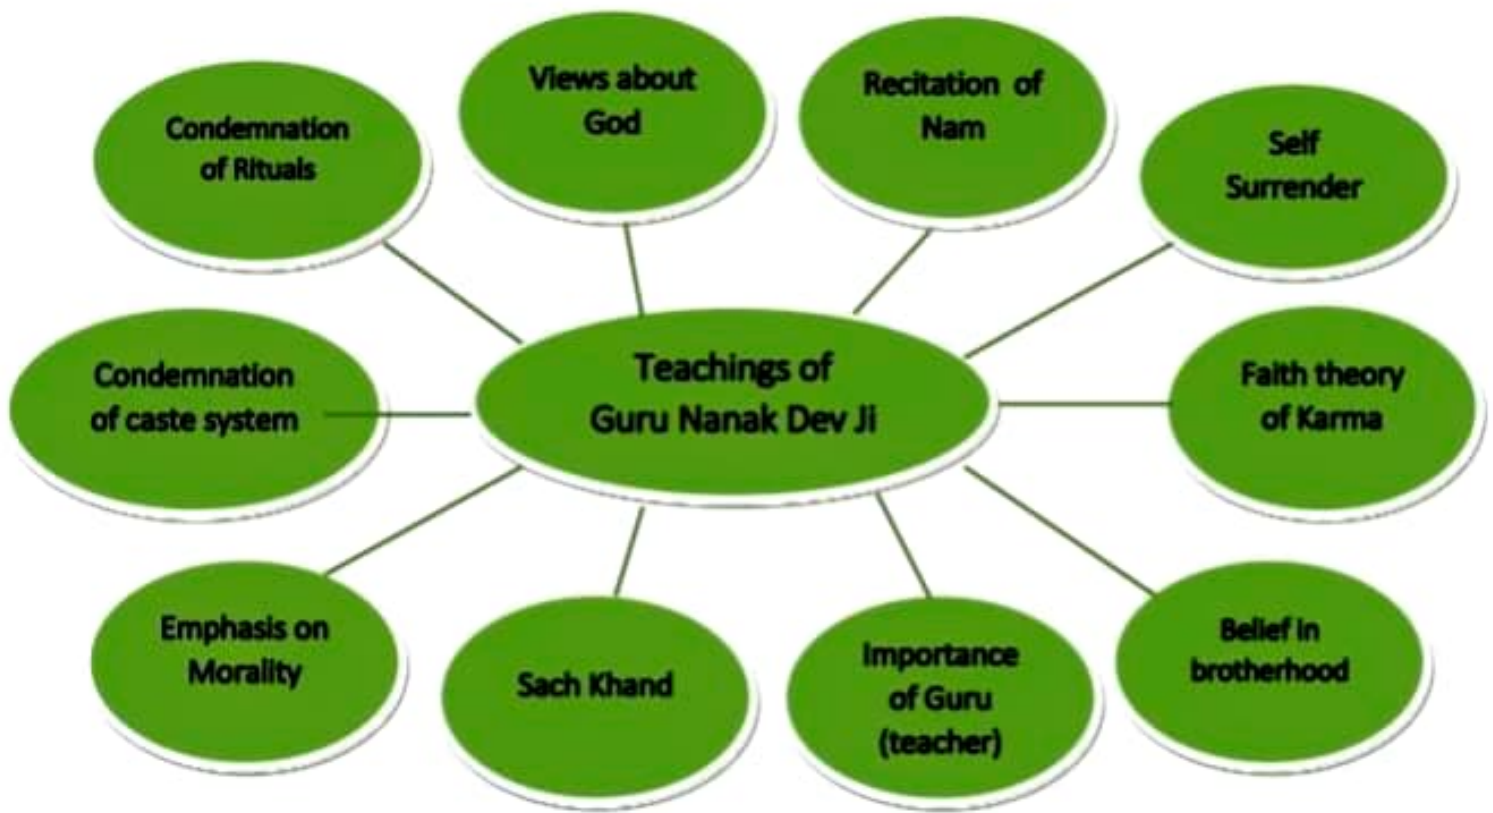 Views about
God
Recitation of
Nam
Condemnation
of Rituals
Self
Surrender
Teachings of
Guru Nanak Dev Ji
Condemnation
of caste system
Faith theory
of Karma
Emphasis on
Morality
Sach Khand
Importance
of Guru
(teacher)
Belief in
brotherhood